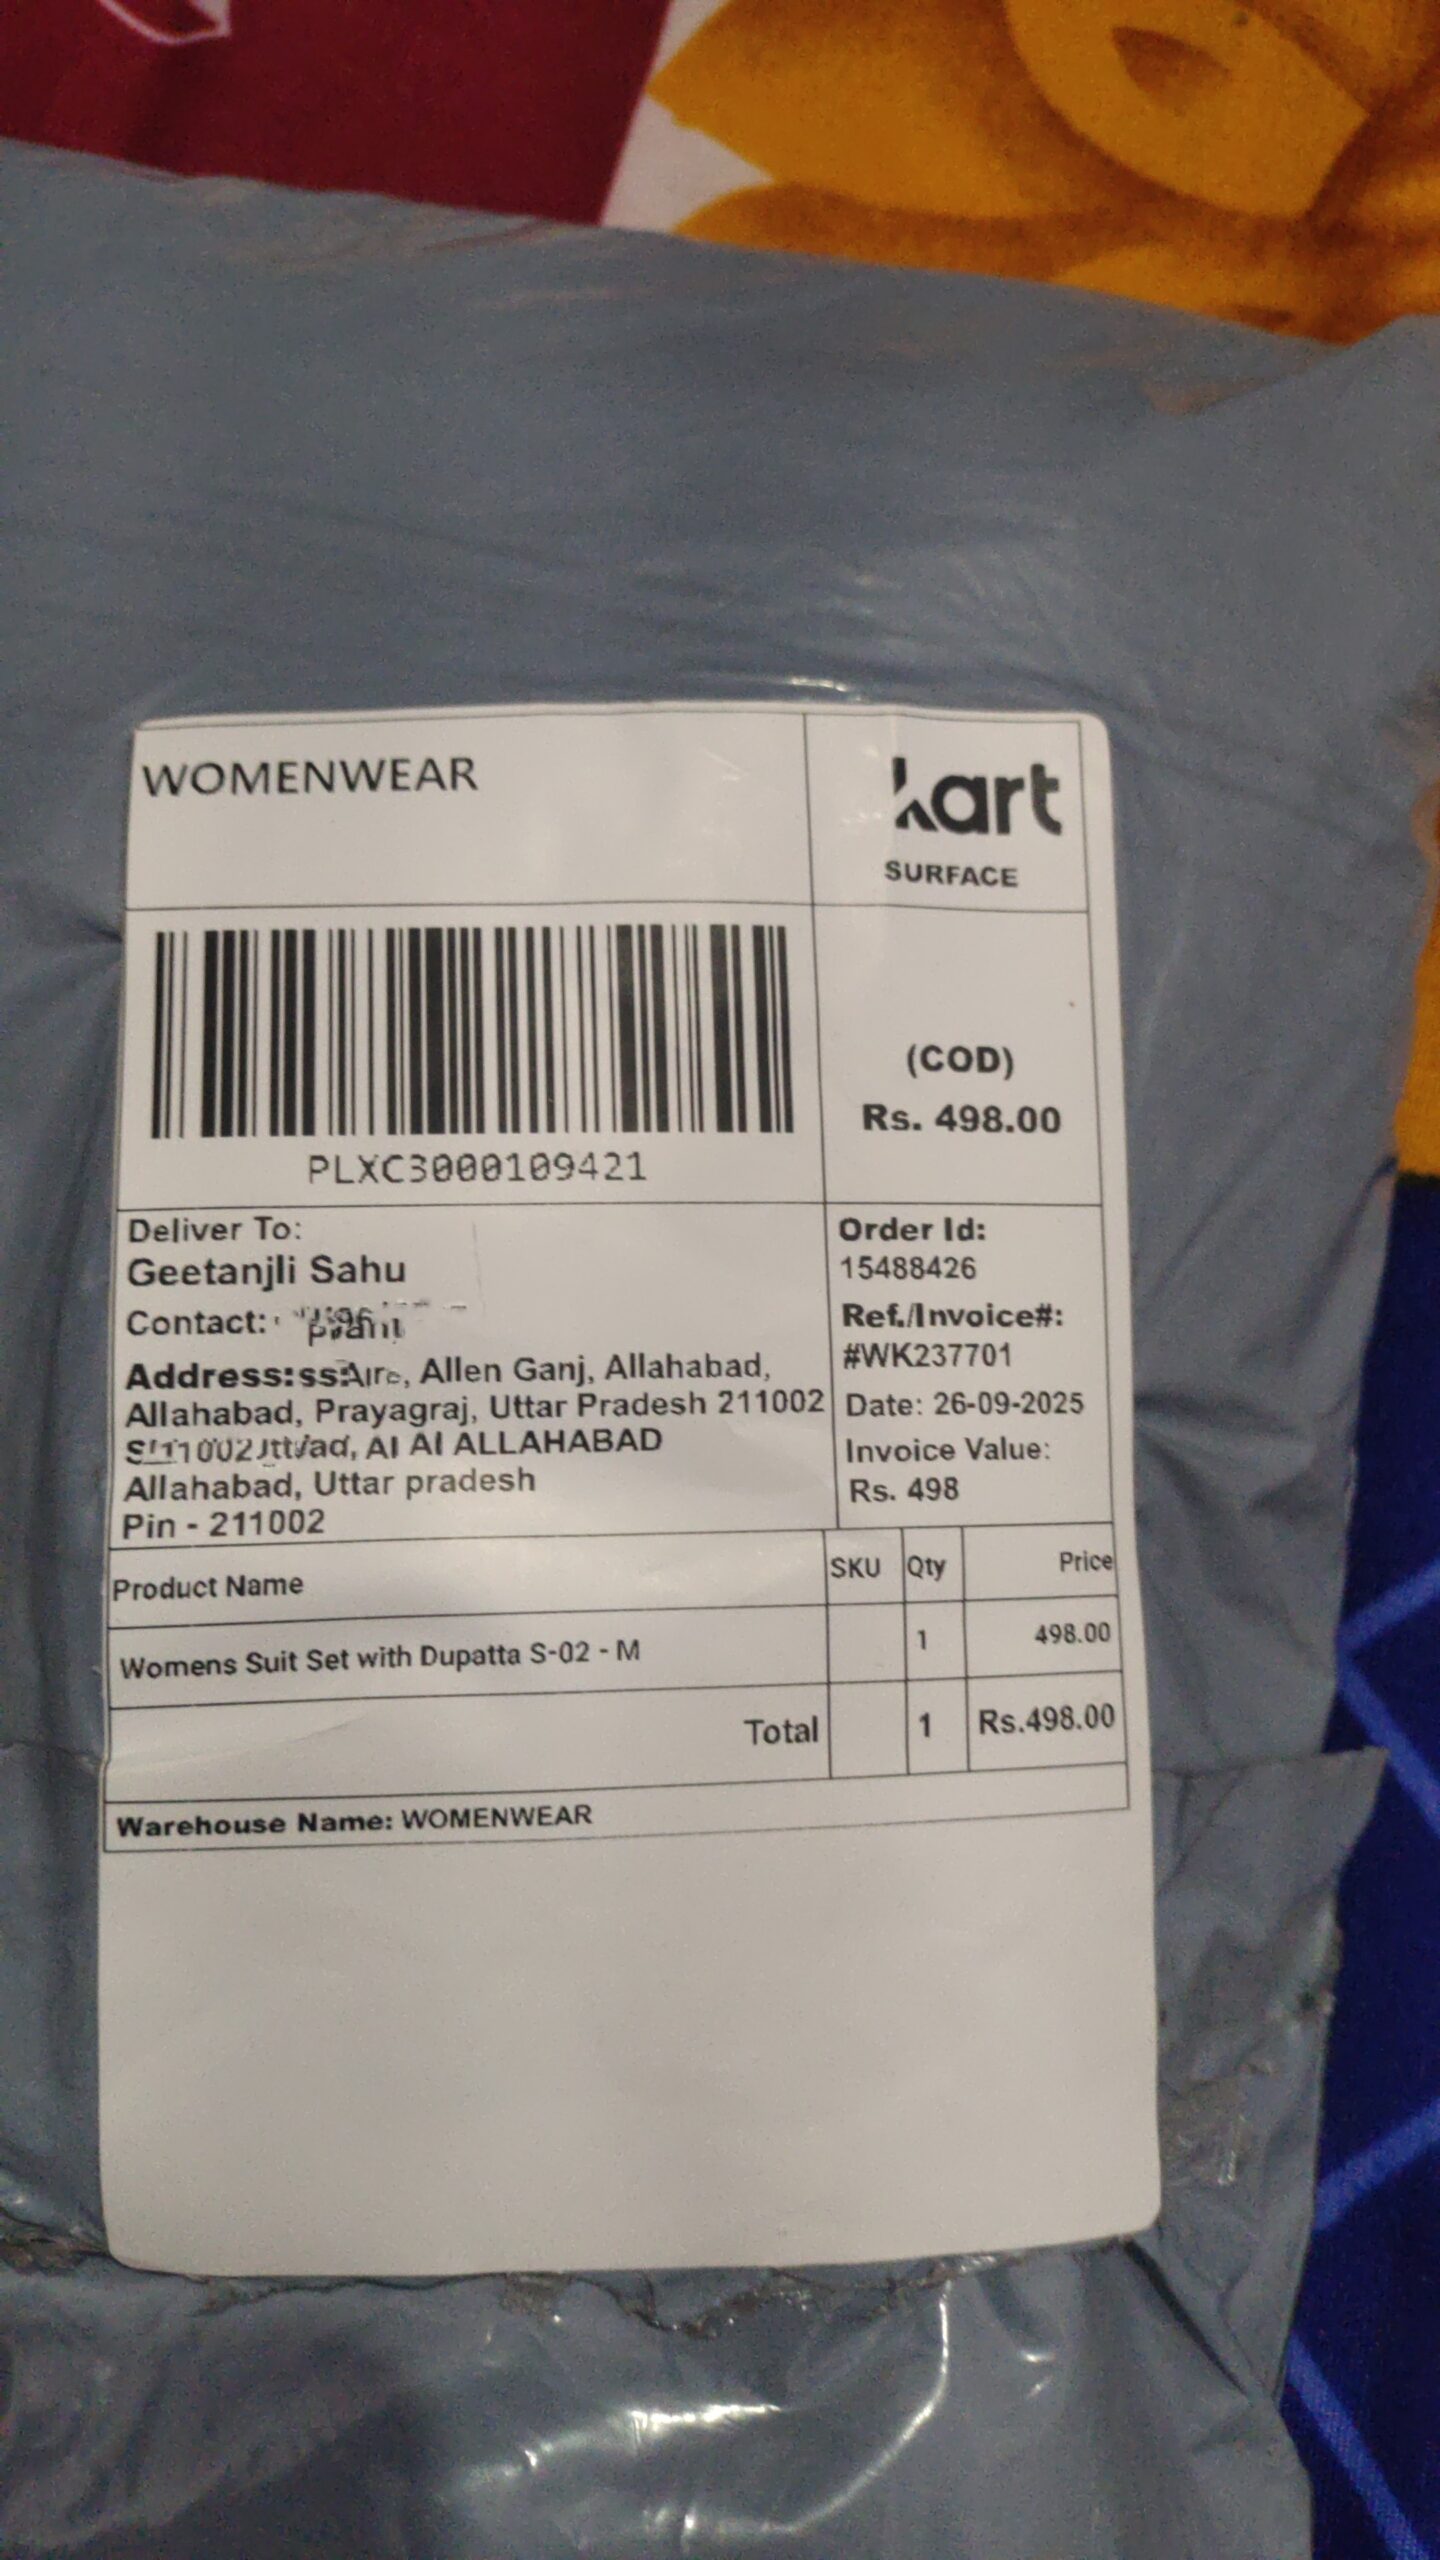 WOMENWEAR
kart
SURFACE
PLXC3000109421
(COD)
Rs. 498.00
Deliver To:
Geetanjli Sahu
Contact:
Address: Allen Ganj, Allahabad,
Allahabad, Prayagraj, Uttar Pradesh 211002
Al Al ALLAHABAD
Allahabad, Uttar pradesh
Pin - 211002
Order Id:
15488426
Ref./Invoice#:
#WK237701
Date: 26-09-2025
Invoice Value:
Rs. 498
Product Name SKU Qty Price
Womens Suit Set with Dupatta S-02 - M 1 498.00
Total 1 Rs.498.00
Warehouse Name: WOMENWEAR